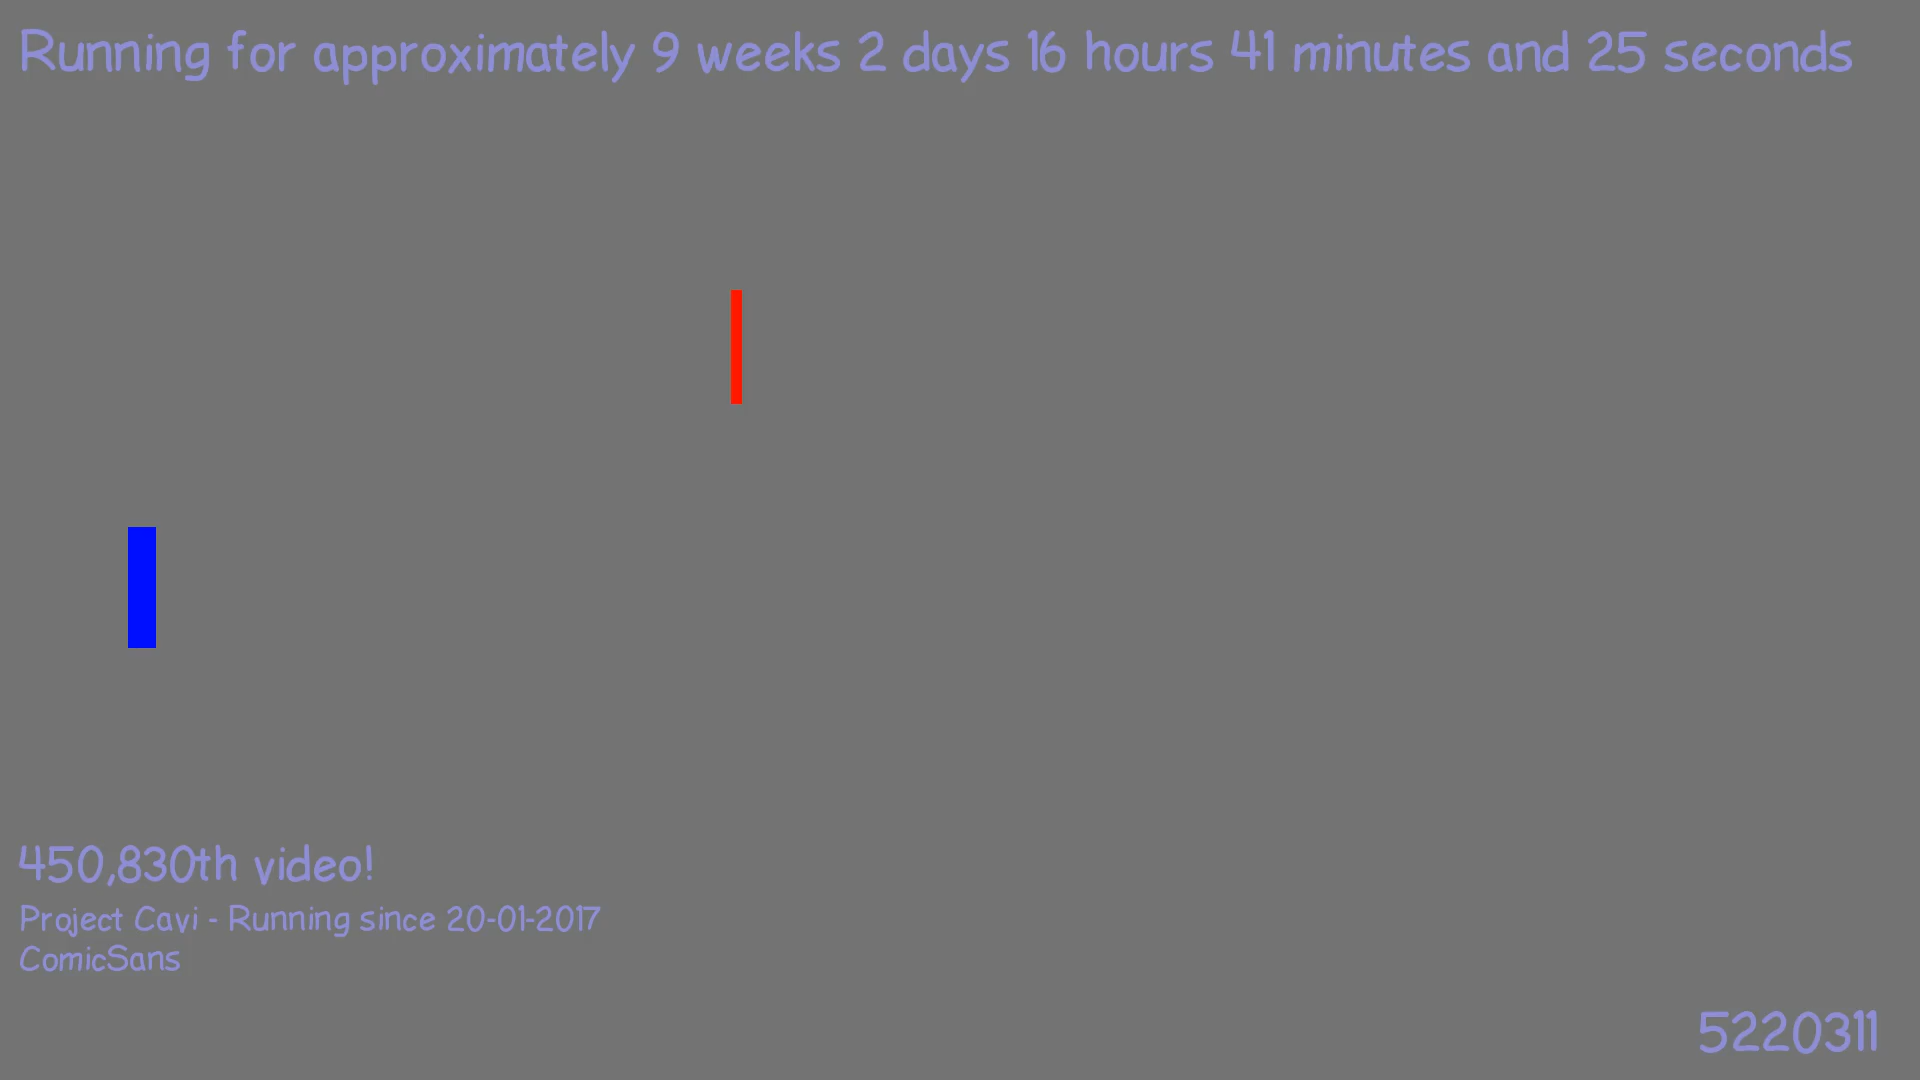 Running for approximately 9 weeks 2 days 16 hours 41 minutes and 25 seconds
450,830th video!
Project Cavi - Running since 20-01-2017
ComicSans
5220311